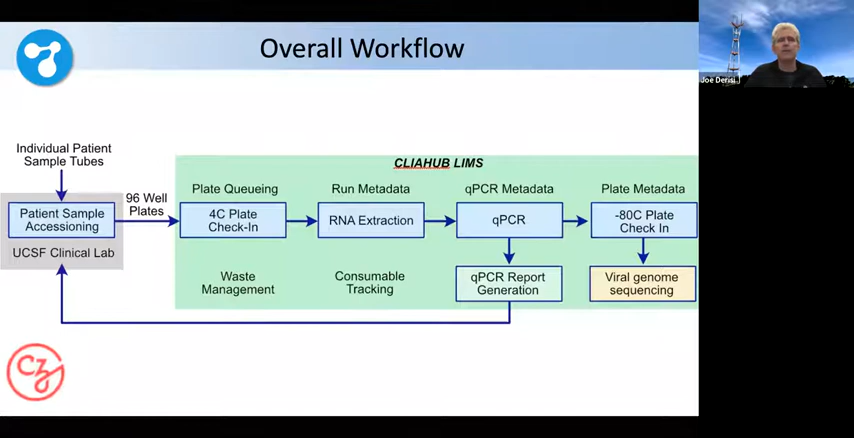 Overall Workflow
Joe Derisi
Individual Patient
Sample Tubes
CLIAHUB LIMS
96 Well
Plates
Plate Queueing
Run Metadata
qPCR Metadata
Plate Metadata
Patient Sample
Accessioning
4C Plate
Check-In
RNA Extraction
qPCR
-80C Plate
Check In
UCSF Clinical Lab
Waste
Management
Consumable
Tracking
qPCR Report
Generation
Viral genome
sequencing
cz